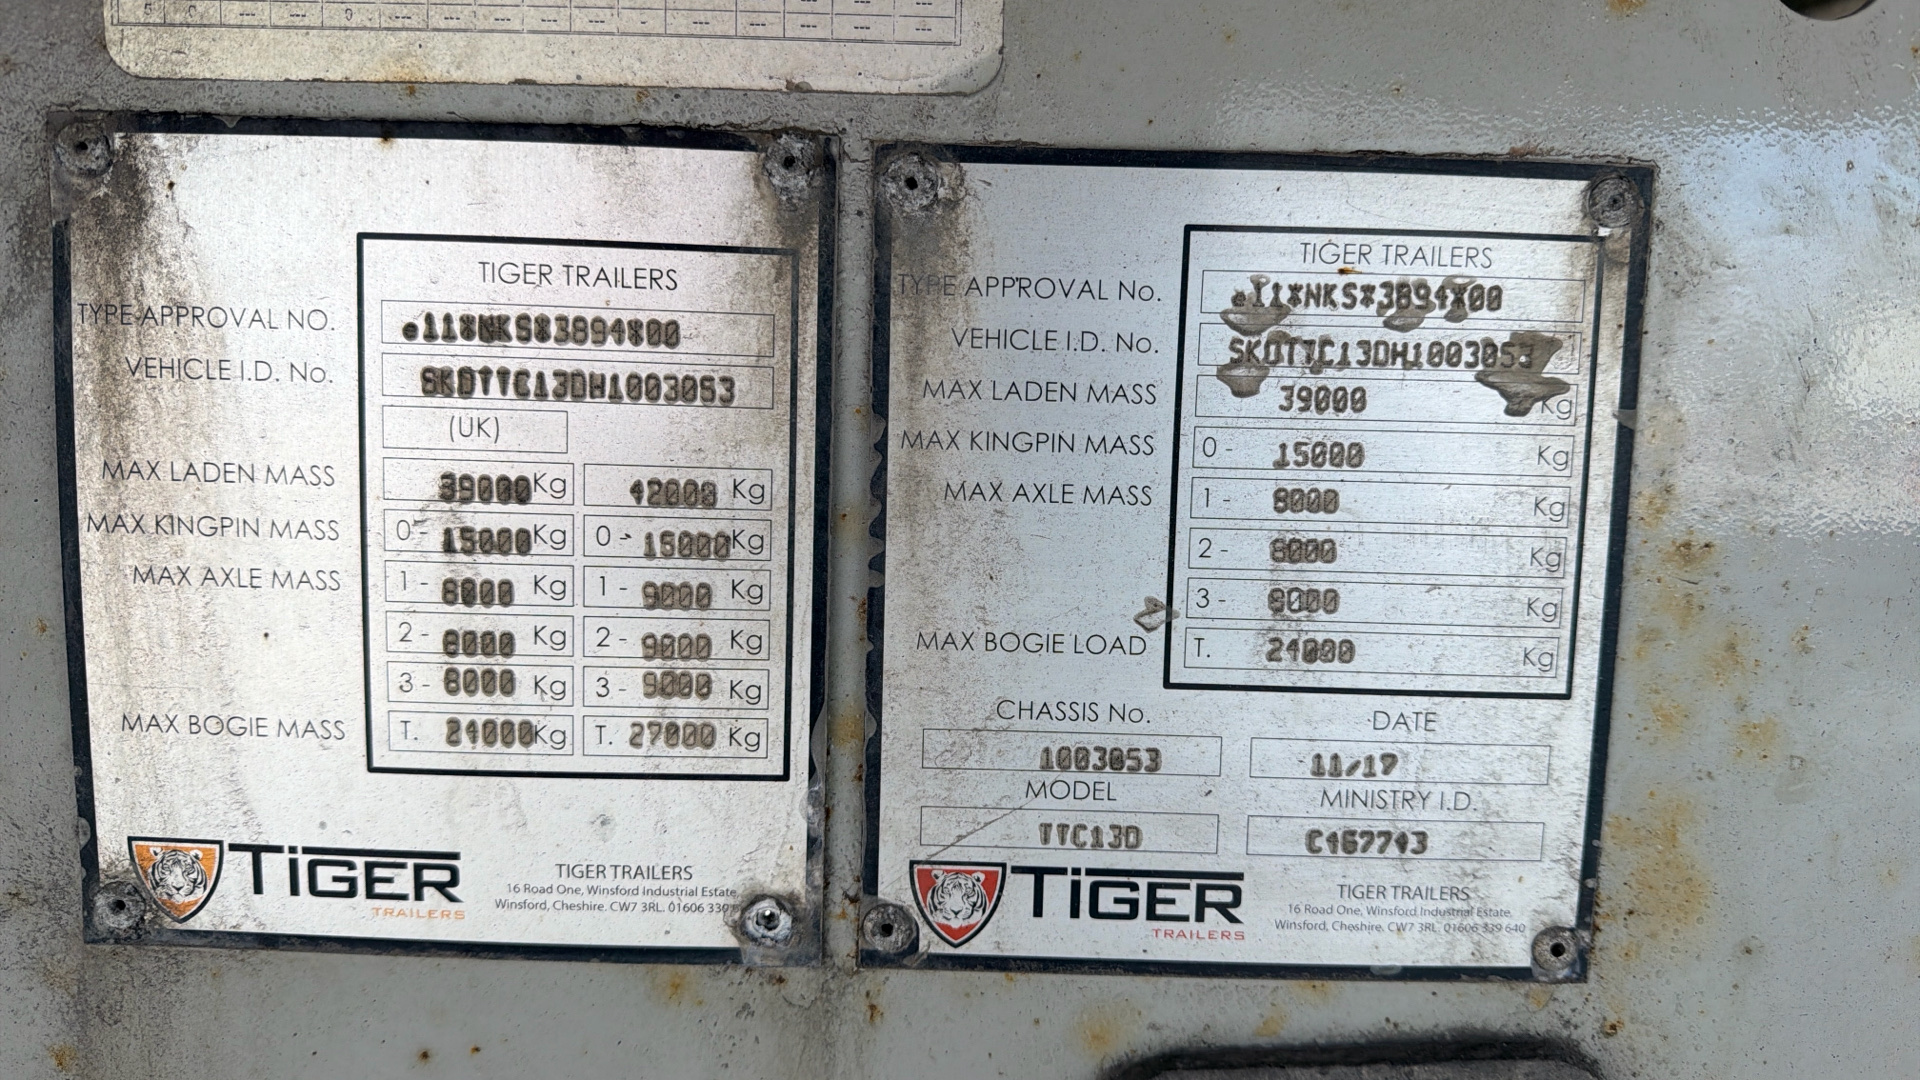 TIGER TRAILERS
TYPE APPROVAL NO. e11*NKS*3894*00
VEHICLE I.D. No. SKDTTC13DH1003053
(UK)
MAX LADEN MASS 39000 Kg 42000 Kg
MAX KINGPIN MASS 0- 15000 Kg 0- 15000 Kg
MAX AXLE MASS 1- 8000 Kg 1- 9000 Kg
2- 8000 Kg 2- 9000 Kg
3- 8000 Kg 3- 9000 Kg
MAX BOGIE MASS T. 24000 Kg T. 27000 Kg
TiGER
TRAILERS
TIGER TRAILERS
16 Road One, Winsford Industrial Estate,
Winsford, Cheshire. CW7 3RL. 01606 339
TIGER TRAILERS
TYPE APPROVAL No. e11*NKS*3894*00
VEHICLE I.D. No. SKDTTC13DH1003053
MAX LADEN MASS 39000 Kg
MAX KINGPIN MASS 0- 15000 Kg
MAX AXLE MASS 1- 8000 Kg
2- 8000 Kg
3- 8000 Kg
MAX BOGIE LOAD T. 24000 Kg
CHASSIS No. DATE
1003053 11/17
MODEL MINISTRY I.D.
TTC13D C467743
TiGER
TRAILERS
TIGER TRAILERS
16 Road One, Winsford Industrial Estate,
Winsford, Cheshire. CW7 3RL. 01606 339 640